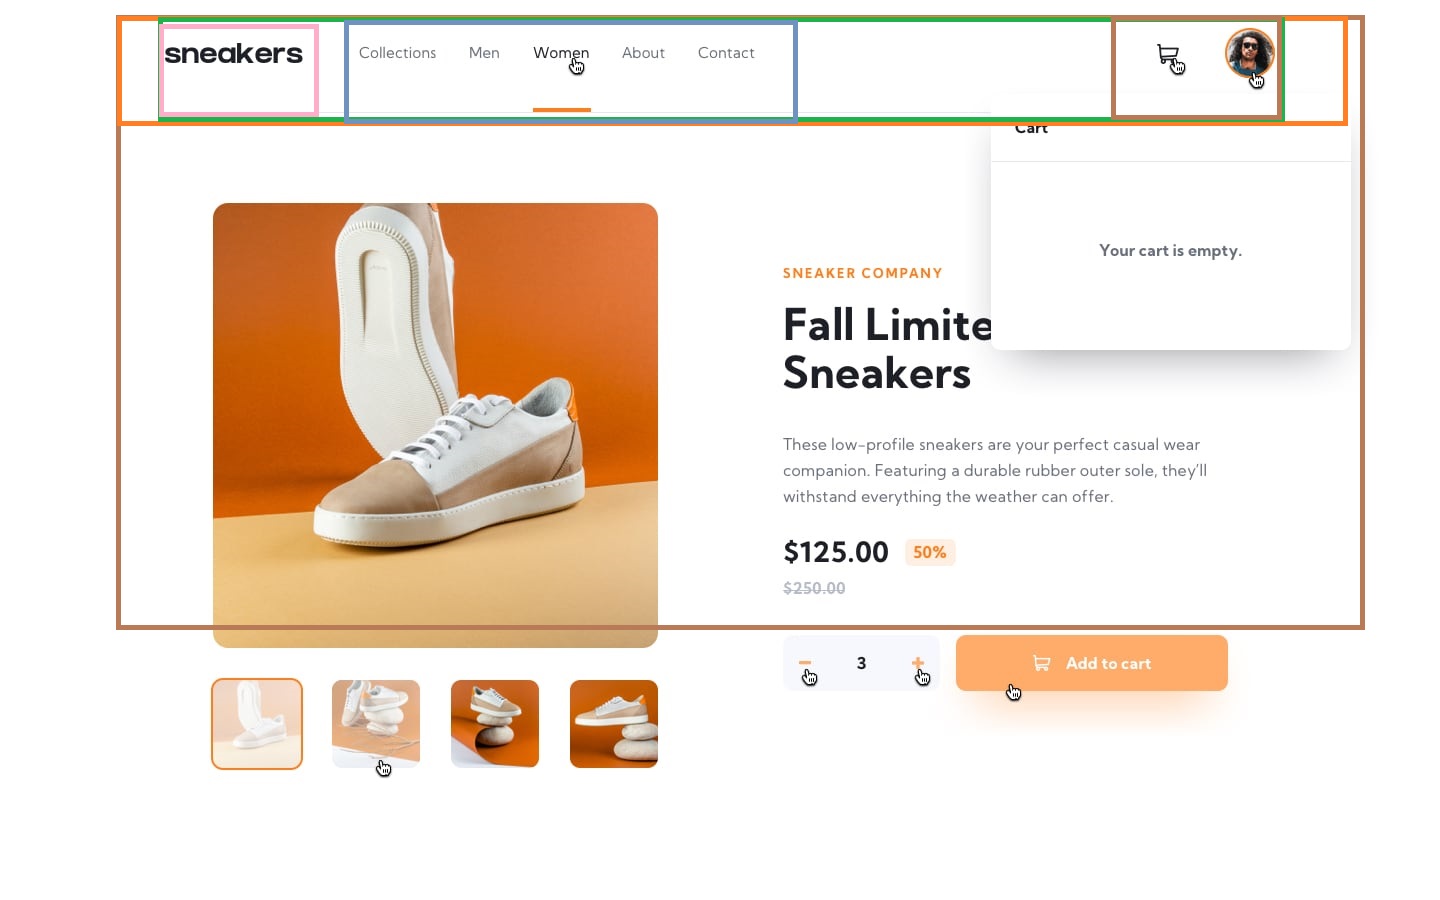 sneakers
Collections Men Women About Contact
Cart
Your cart is empty.
SNEAKER COMPANY
Fall Limite
Sneakers
These low-profile sneakers are your perfect casual wear
companion. Featuring a durable rubber outer sole, they'll
withstand everything the weather can offer.
$125.00 50%
$250.00
3 Add to cart